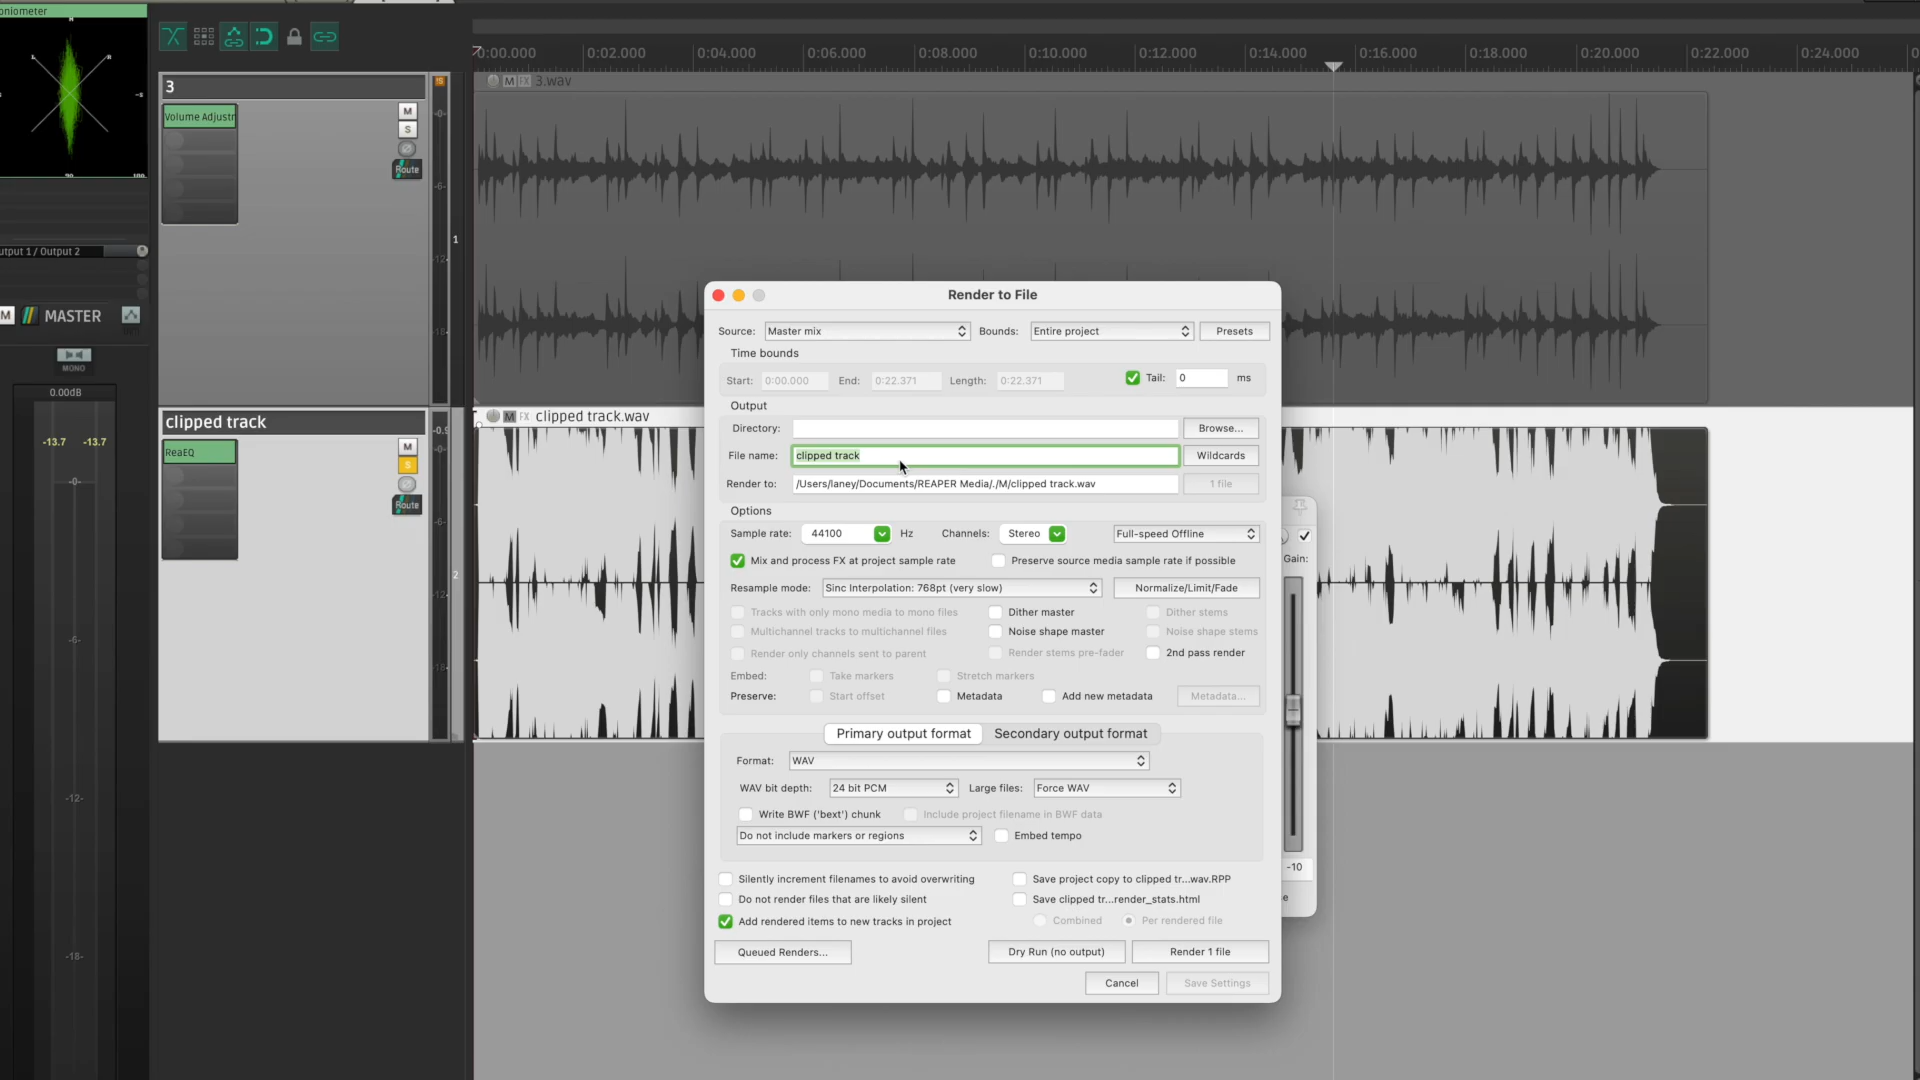 oniometer
3
Volume Adjustr
M
S
Route
utput 1 / Output 2
M MASTER
MONO
0.00dB
-13.7 -13.7
-0-
-6-
-12-
-18-
clipped track
ReaEQ
M
S
Route
1
2
0:00.000 0:02.000 0:04.000 0:06.000 0:08.000 0:10.000 0:12.000 0:14.000 0:16.000 0:18.000 0:20.000 0:22.000 0:24.000
M FX 3.wav
M FX clipped track.wav
Render to File
Source: Master mix Bounds: Entire project Presets
Time bounds
Start: 0:00.000 End: 0:22.371 Length: 0:22.371 Tail: 0 ms
Output
Directory: Browse...
File name: clipped track Wildcards
Render to: /Users/laney/Documents/REAPER Media/./M/clipped track.wav 1 file
Options
Sample rate: 44100 Hz Channels: Stereo Full-speed Offline
Mix and process FX at project sample rate Preserve source media sample rate if possible
Resample mode: Sinc Interpolation: 768pt (very slow) Normalize/Limit/Fade
Tracks with only mono media to mono files Dither master Dither stems
Multichannel tracks to multichannel files Noise shape master Noise shape stems
Render only channels sent to parent Render stems pre-fader 2nd pass render
Embed: Take markers Stretch markers
Preserve: Start offset Metadata Add new metadata Metadata...
Primary output format Secondary output format
Format: WAV
WAV bit depth: 24 bit PCM Large files: Force WAV
Write BWF ('bext') chunk Include project filename in BWF data
Do not include markers or regions Embed tempo
Silently increment filenames to avoid overwriting Save project copy to clipped tr...wav.RPP
Do not render files that are likely silent Save clipped tr...render_stats.html
Add rendered items to new tracks in project Combined Per rendered file
Queued Renders... Dry Run (no output) Render 1 file
Cancel Save Settings
Gain:
-10
e